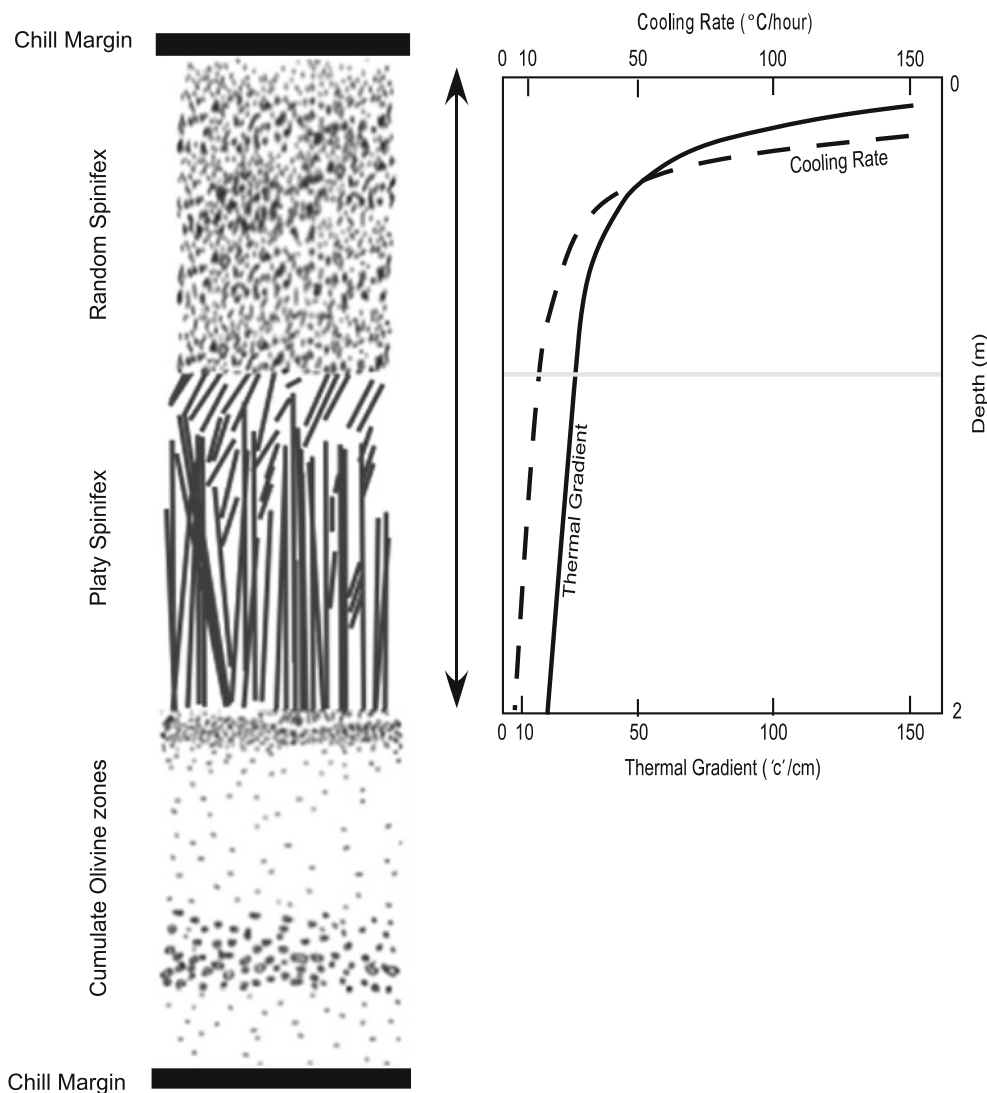 Chill Margin
Random Spinifex
Platy Spinifex
Cumulate Olivine zones
Chill Margin
Cooling Rate (°C/hour)
0 10 50 100 150
0
Cooling Rate
Thermal Gradient
Depth (m)
2
0 10 50 100 150
Thermal Gradient ('c'/cm)